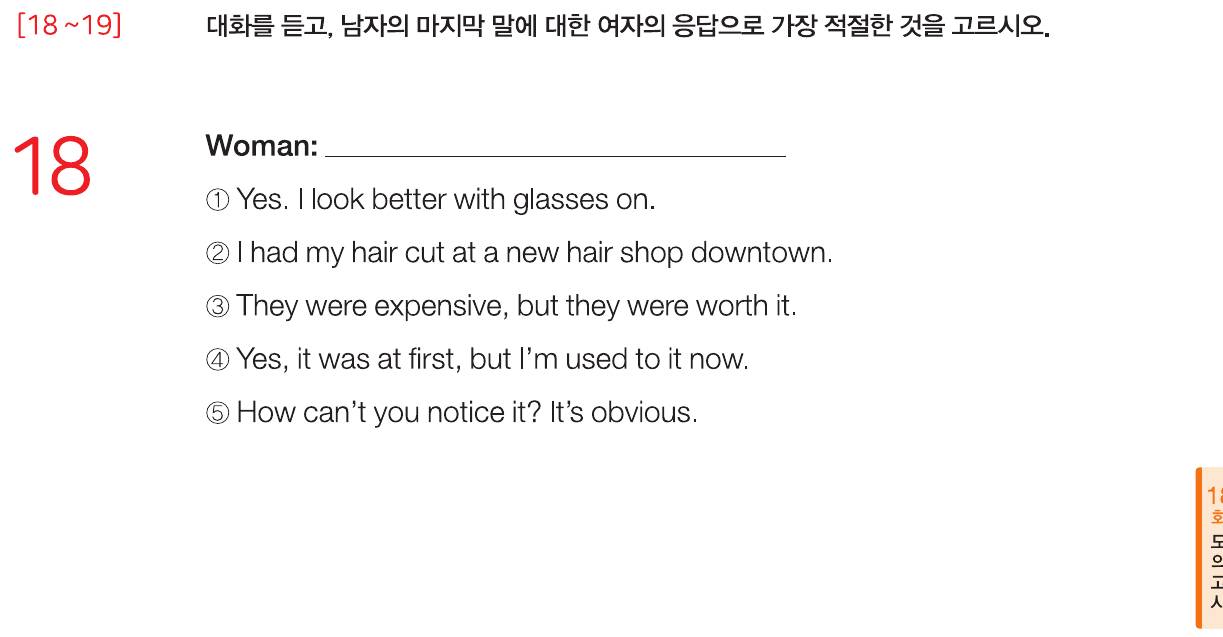 [18~19] 대화를 듣고, 남자의 마지막 말에 대한 여자의 응답으로 가장 적절한 것을 고르시오.
18
Woman:
① Yes. I look better with glasses on.
② I had my hair cut at a new hair shop downtown.
③ They were expensive, but they were worth it.
④ Yes, it was at first, but I'm used to it now.
⑤ How can't you notice it? It's obvious.